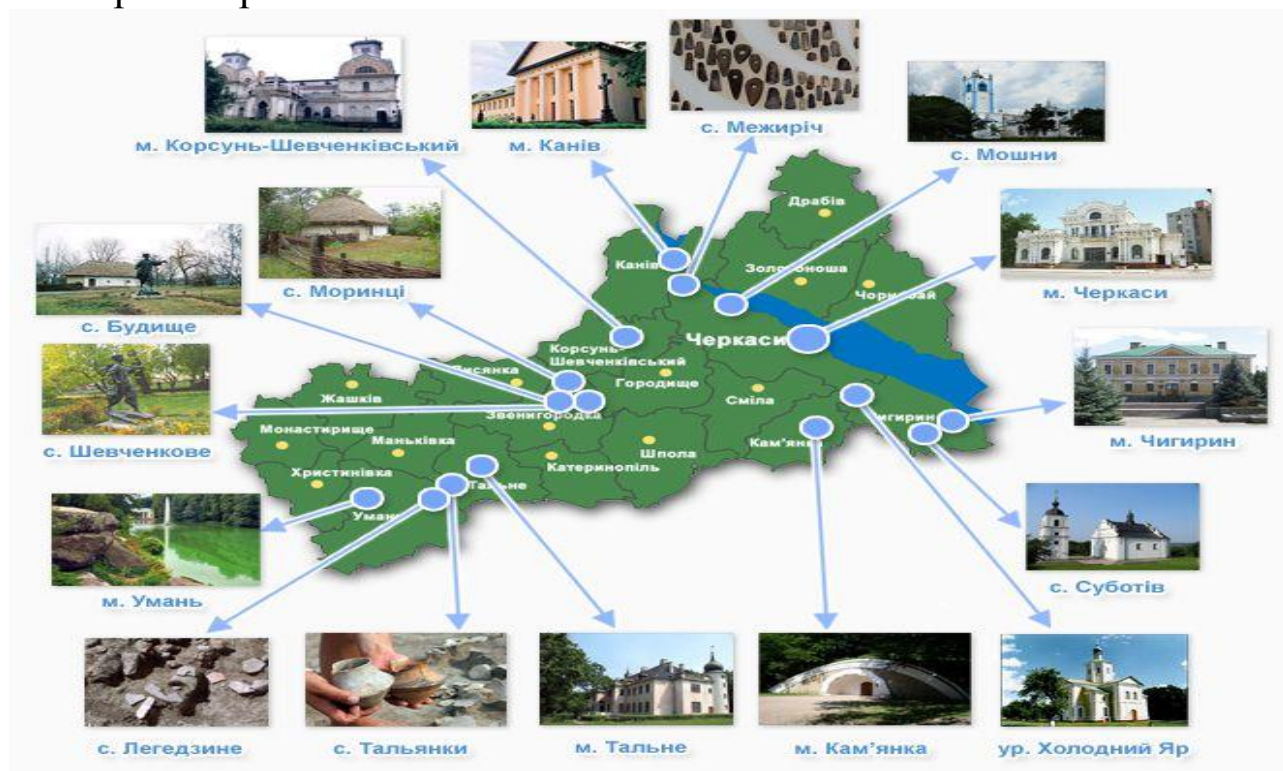 м. Корсунь-Шевченківський
м. Канів
с. Межиріч
с. Мошни
с. Моринці
м. Черкаси
с. Будище
м. Чигирин
с. Шевченкове
м. Умань
с. Суботів
с. Легедзине
с. Тальянки
м. Тальне
м. Кам'янка
ур. Холодний Яр
Драбів
Канів
Золотоноша
Чорнобай
Черкаси
Корсунь
Шевченківський
Лисянка
Городище
Жашків
Звенигородка
Сміла
Чигирин
Монастирище
Маньківка
Кам'янка
Шпола
Христинівка
Катеринопіль
Тальне
Умань